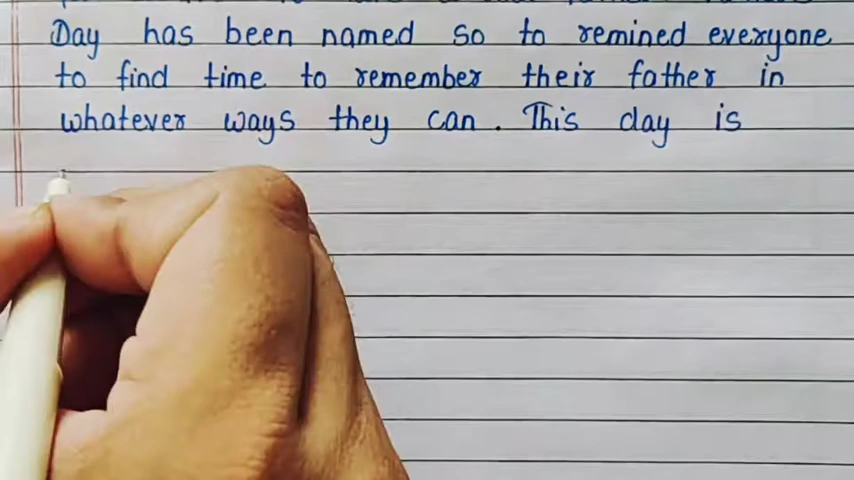 Day has been named so to remined everyone
to find time to remember their father in
whatever ways they can. This day is